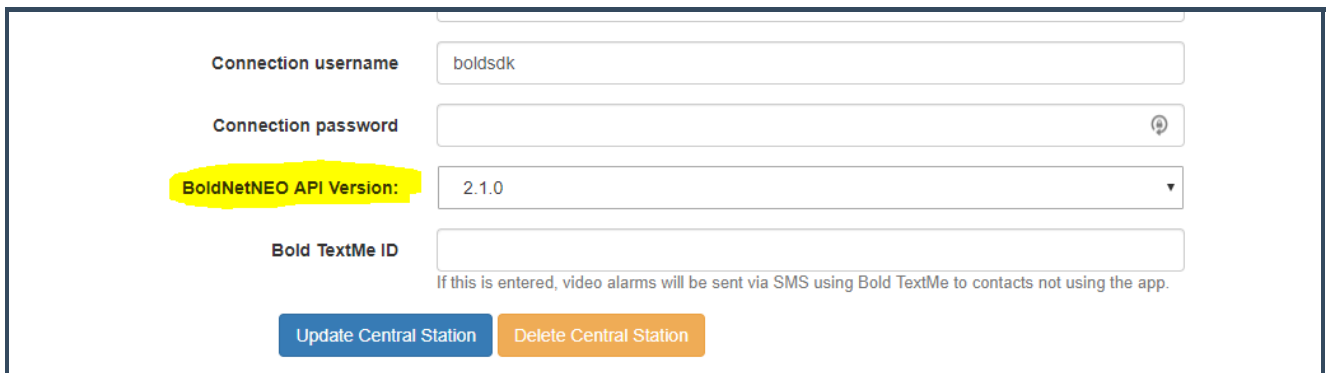 Connection username boldsdk
Connection password
BoldNetNEO API Version: 2.1.0
Bold TextMe ID
If this is entered, video alarms will be sent via SMS using Bold TextMe to contacts not using the app.
Update Central Station Delete Central Station